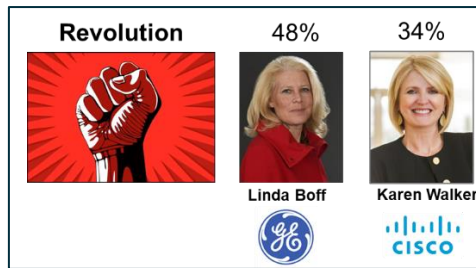 Revolution
48%
34%
Linda Boff
Karen Walker
GE
CISCO